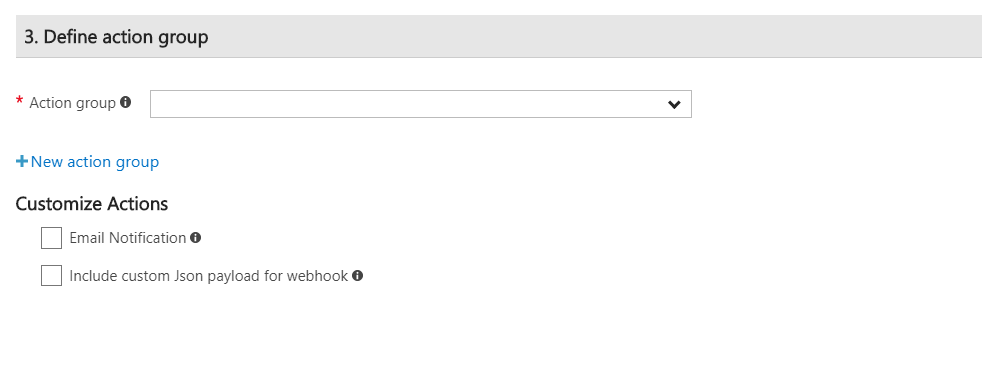 3. Define action group
* Action group
+New action group
Customize Actions
Email Notification
Include custom Json payload for webhook